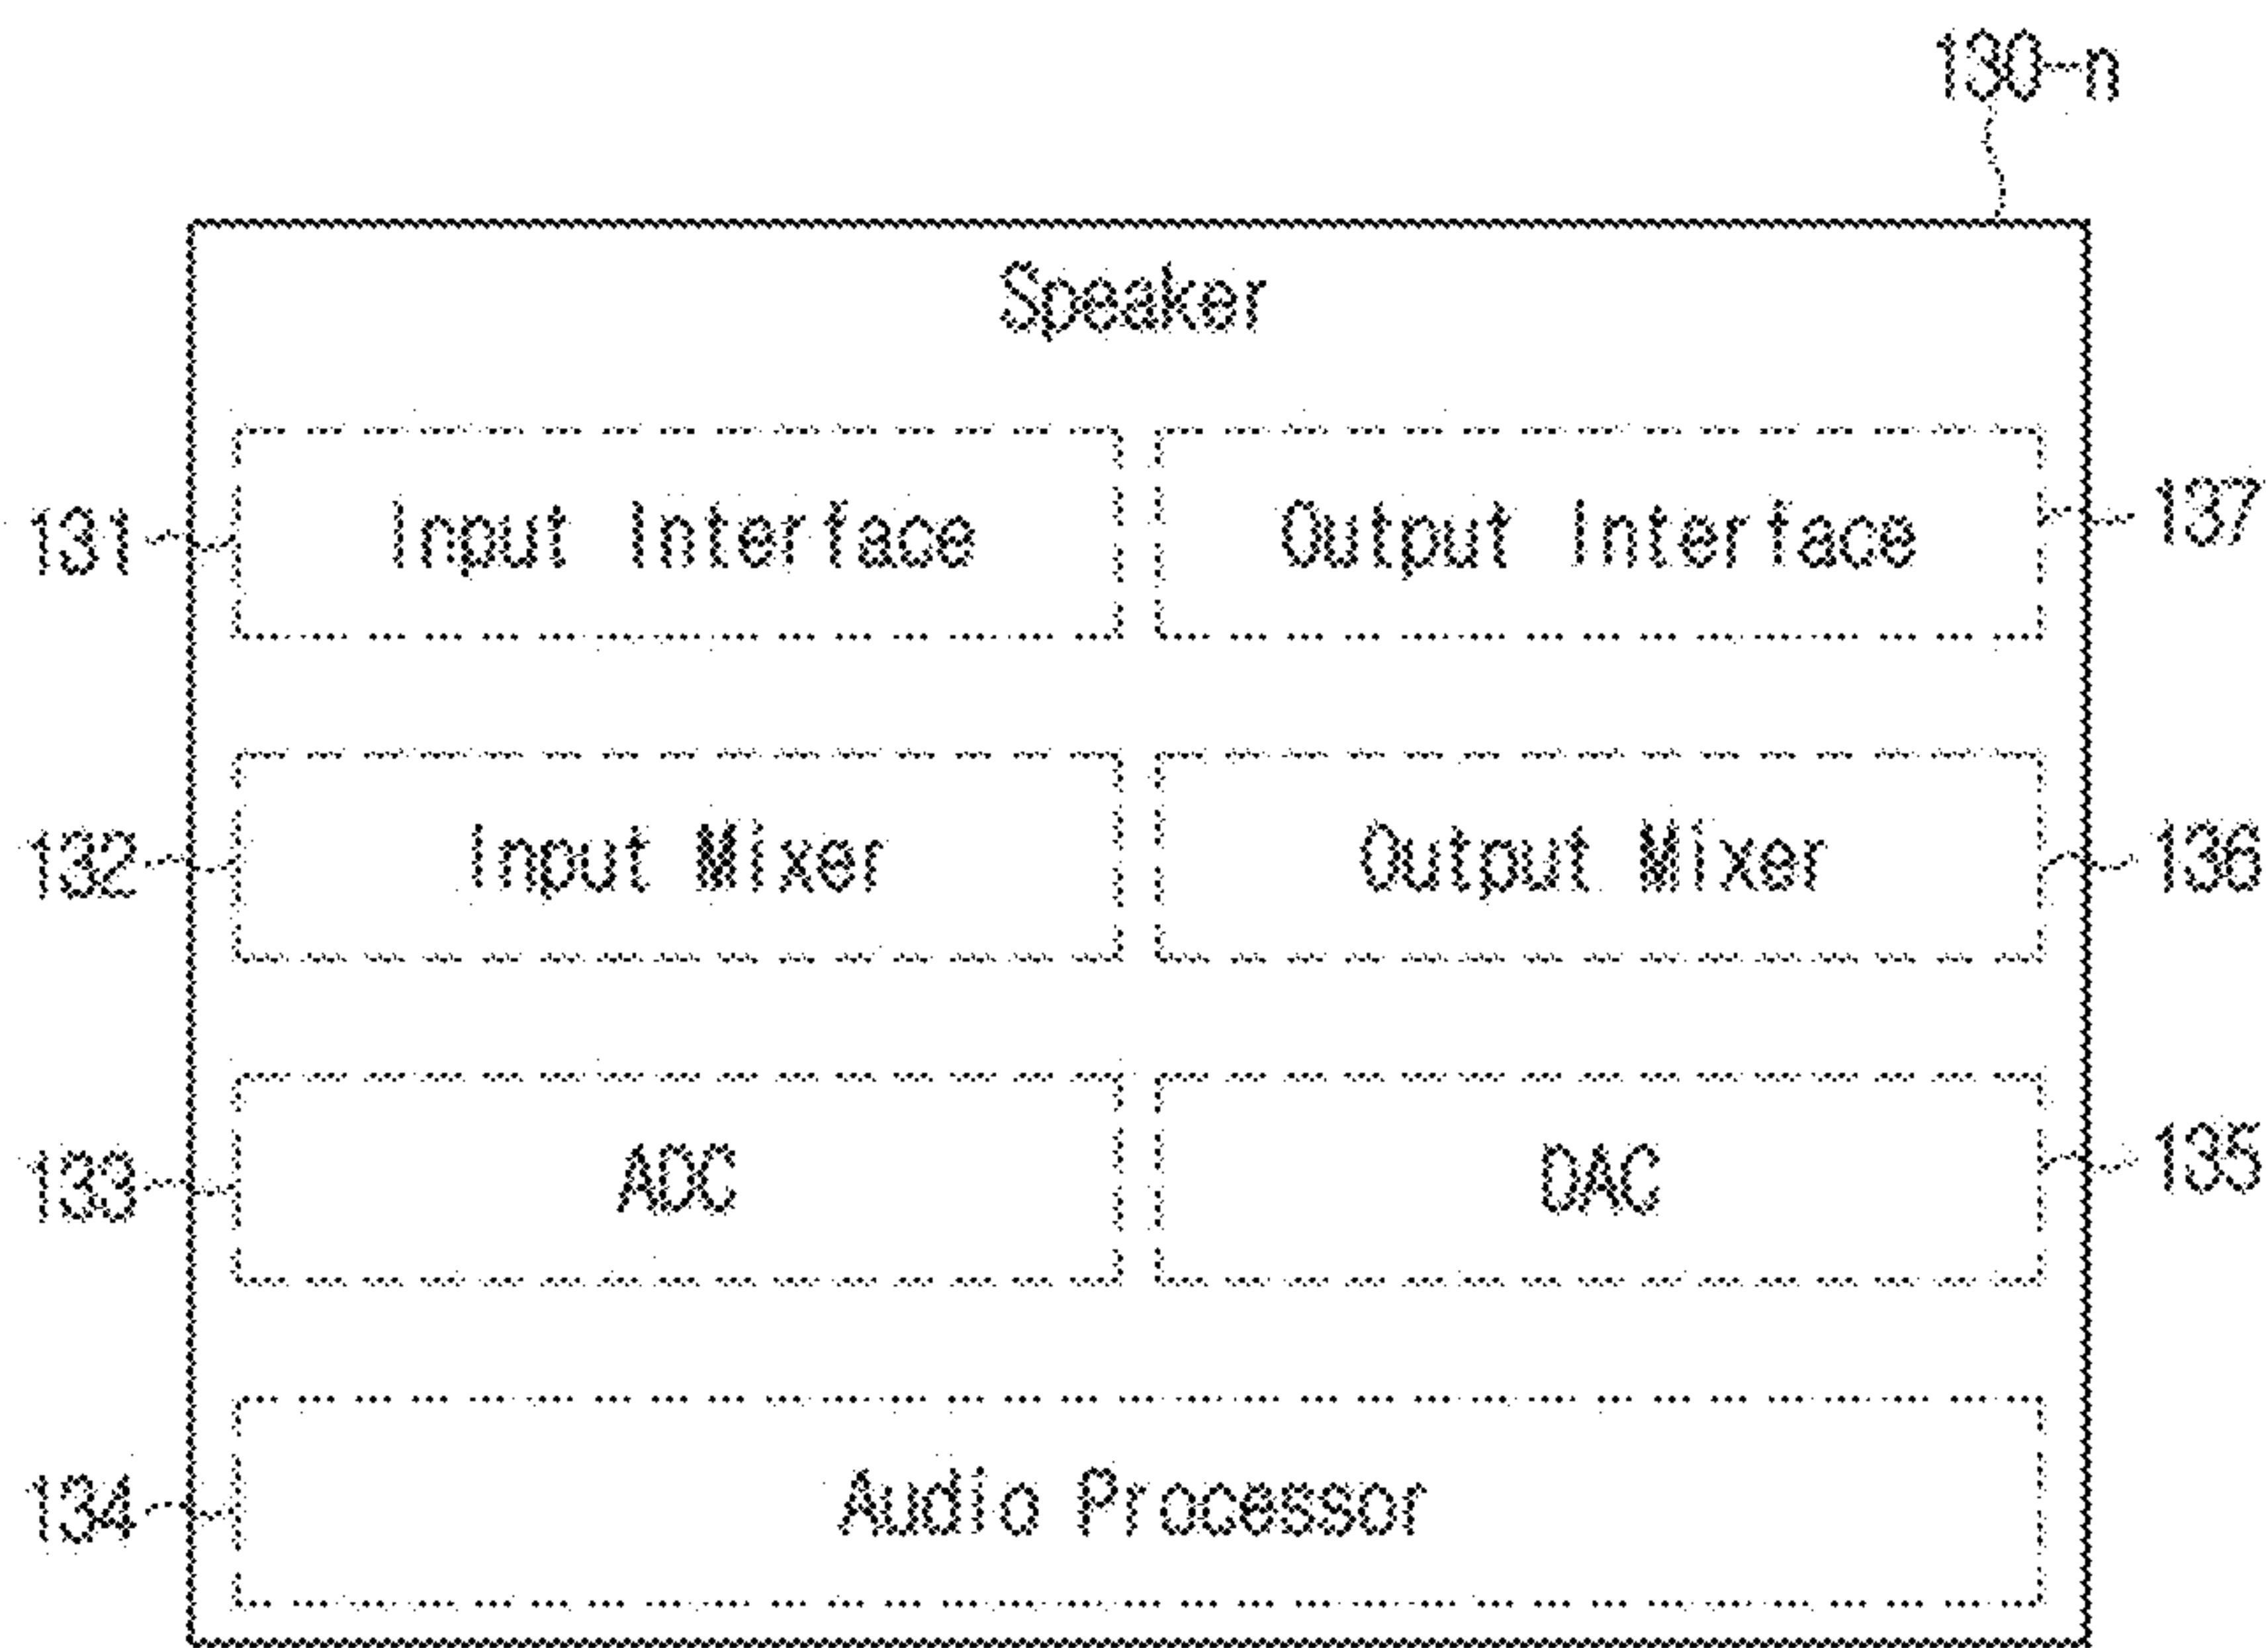 130-n
Speaker
131 Input Interface Output Interface 137
132 Input Mixer Output Mixer 136
133 ADC DAC 135
134 Audio Processor